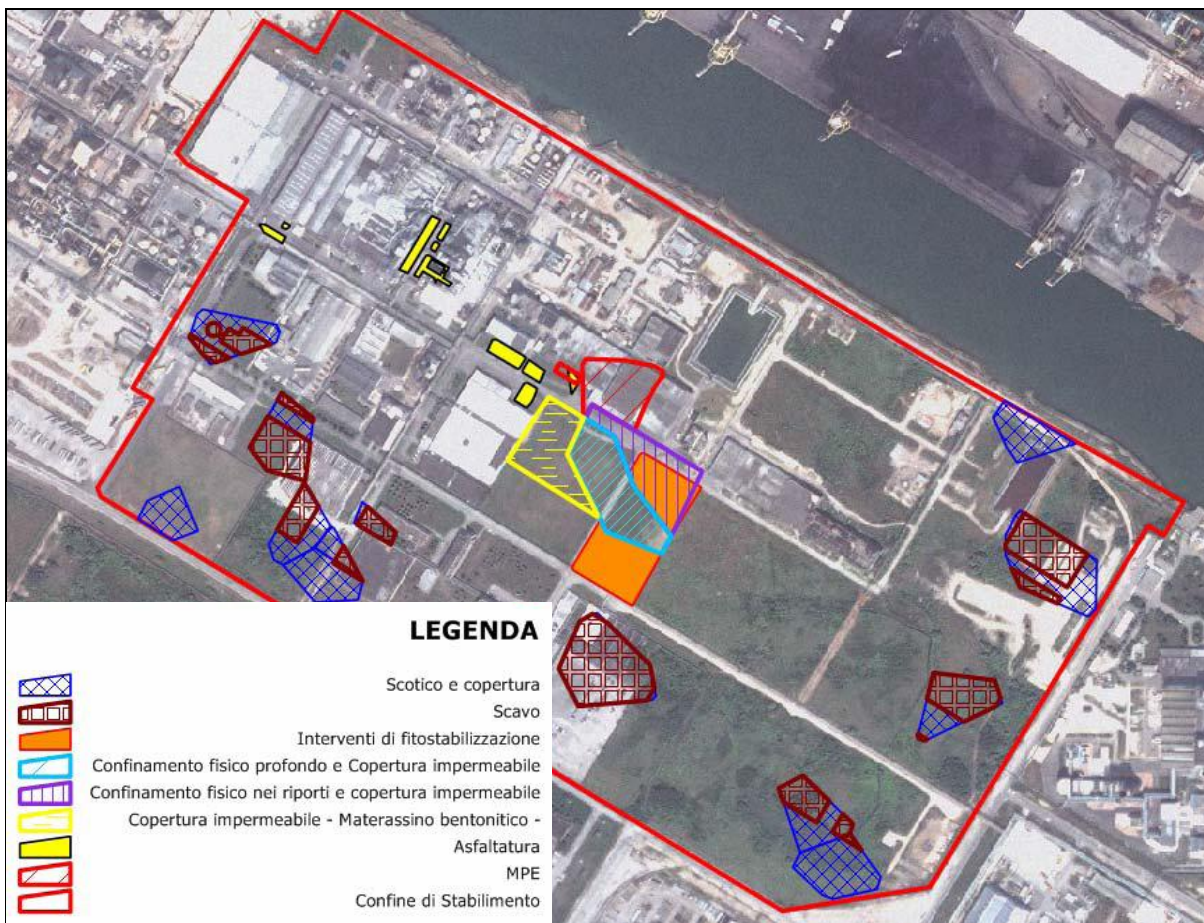 LEGENDA
Scotico e copertura
Scavo
Interventi di fitostabilizzazione
Confinamento fisico profondo e Copertura impermeabile
Confinamento fisico nei riporti e copertura impermeabile
Copertura impermeabile - Materassino bentonitico -
Asfaltatura
MPE
Confine di Stabilimento